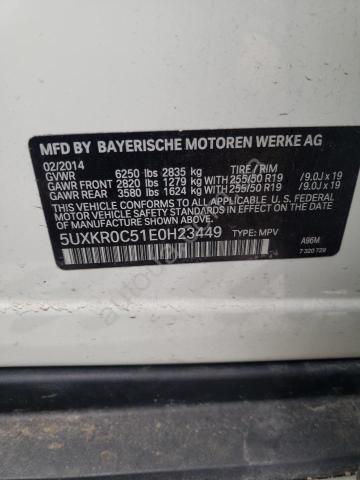 MFD BY BAYERISCHE MOTOREN WERKE AG
02/2014 TIRE / RIM
GVWR 6250 lbs 2835 kg
GAWR FRONT 2820 lbs 1279 kg WITH 255/50 R19 /9.0J x 19
GAWR REAR 3580 lbs 1624 kg WITH 255/50 R19 /9.0J x 19
THIS VEHICLE CONFORMS TO ALL APPLICABLE U.S. FEDERAL
MOTOR VEHICLE SAFETY STANDARDS IN EFFECT ON THE
DATE OF MANUFACTURE SHOWN ABOVE.
5UXKR0C51E0H23449 TYPE: MPV A96M
7 320 729